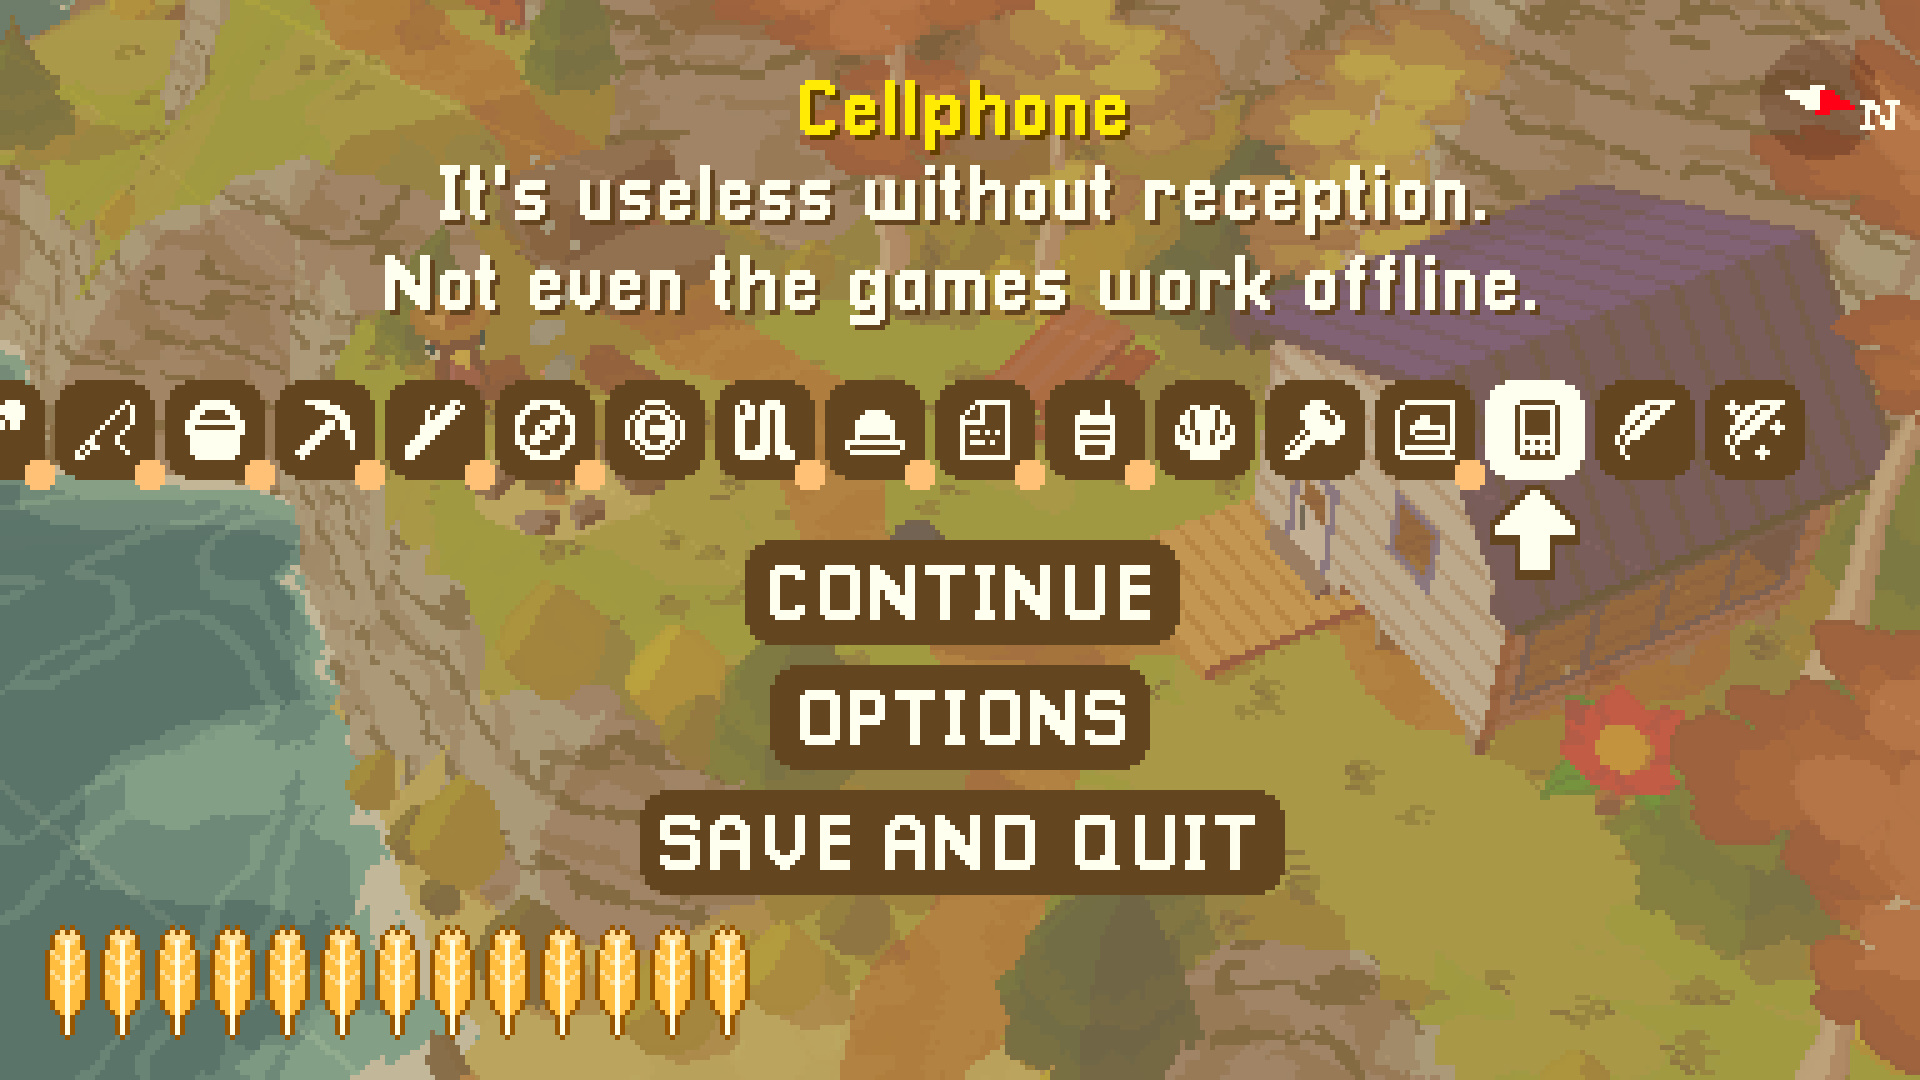 Cellphone
N
It's useless without reception.
Not even the games work offline.
CONTINUE
OPTIONS
SAVE AND QUIT